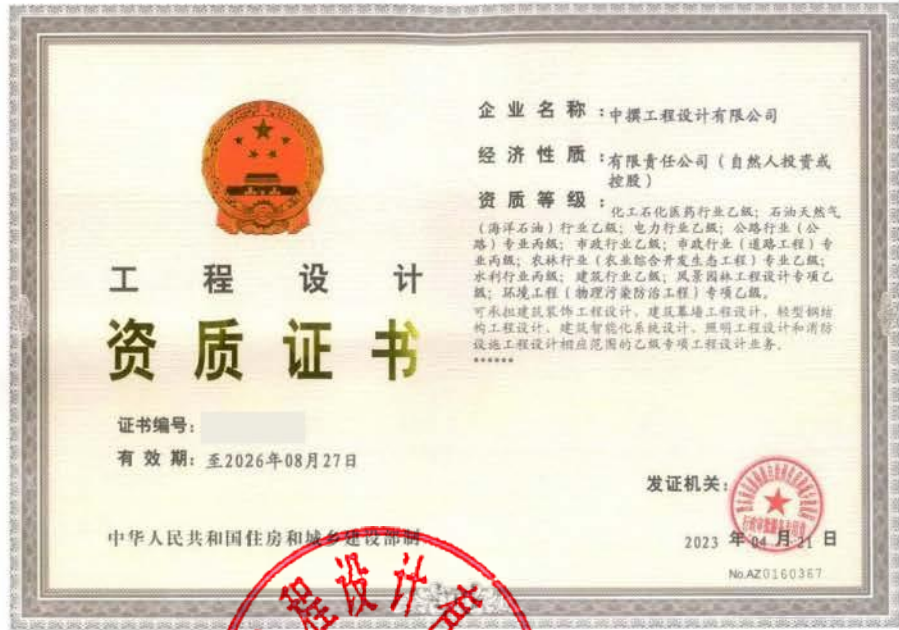 工程设计
资质证书
证书编号:
有效期: 至2026年08月27日
中华人民共和国住房和城乡建设部制
企业名称:中撰工程设计有限公司
经济性质:有限责任公司(自然人投资或
控股)
资质等级:
化工石化医药行业乙级;石油天然气
(海洋石油)行业乙级;电力行业乙级;公路行业(公
路)专业丙级;市政行业乙级;市政行业(道路工程)专
业丙级;农林行业(农业综合开发生态工程)专业乙级;
水利行业丙级;建筑行业乙级;风景园林工程设计专项乙
级;环境工程(物理污染防治工程)专项乙级。
可承担建筑装饰工程设计、建筑幕墙工程设计、轻型钢结
构工程设计、建筑智能化系统设计、照明工程设计和消防
设施工程设计相应范围的乙级专项工程设计业务。
******
发证机关:
2023 年 04 月 21 日
No.AZ0160367
程设计